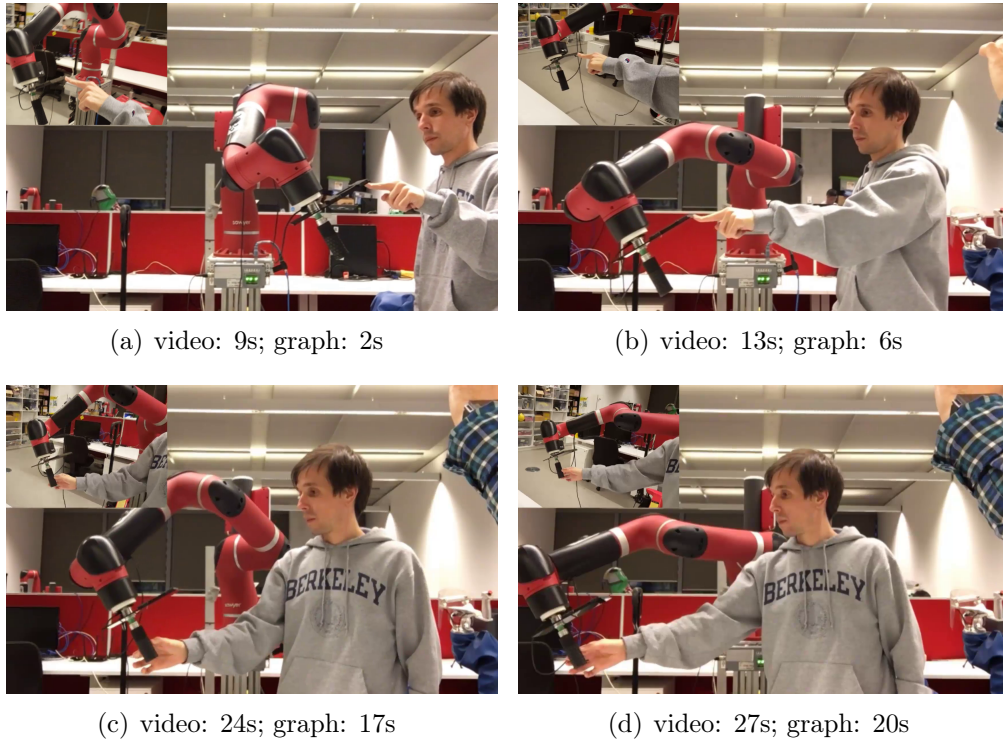 (a) video: 9s; graph: 2s
(b) video: 13s; graph: 6s
BERKELEY
BERKELEY
(c) video: 24s; graph: 17s
(d) video: 27s; graph: 20s